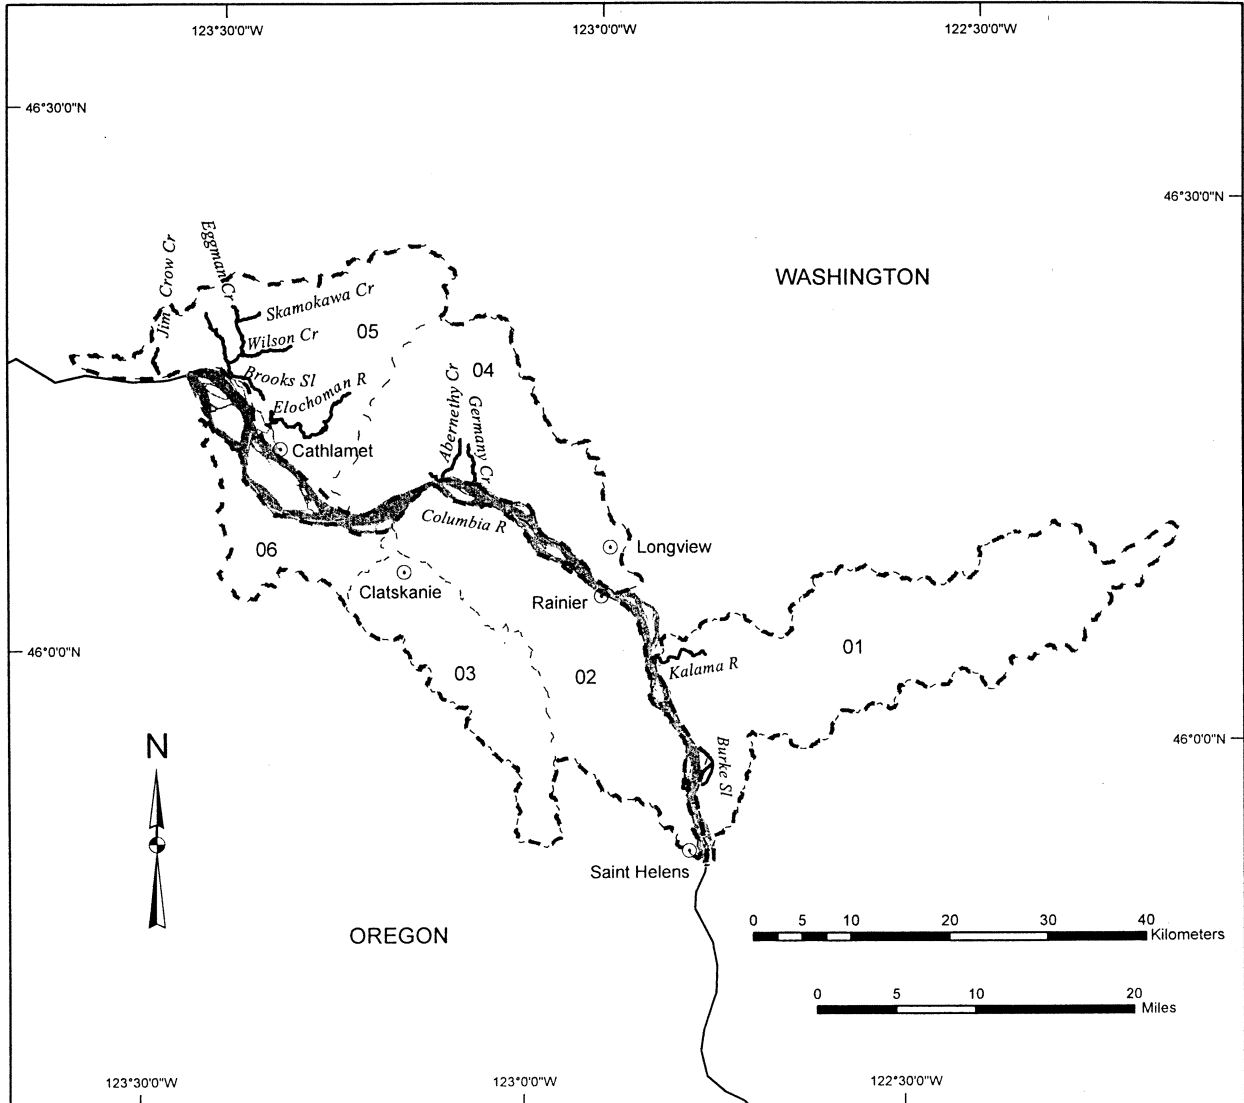 123°30'0"W
123°0'0"W
122°30'0"W
46°30'0"N
46°30'0"N
Jim Crow Cr
Eggman Cr
Skamokawa Cr
WASHINGTON
05
Wilson Cr
Brooks Sl
Elochoman R
04
Abernethy Cr
Germany Cr
Cathlamet
Columbia R
06
Longview
Clatskanie
Rainier
46°0'0"N
03
02
Kalama R
01
46°0'0"N
N
Burke Sl
Saint Helens
OREGON
0 5 10 20 30 40
Kilometers
0 5 10 20
Miles
123°30'0"W
123°0'0"W
122°30'0"W